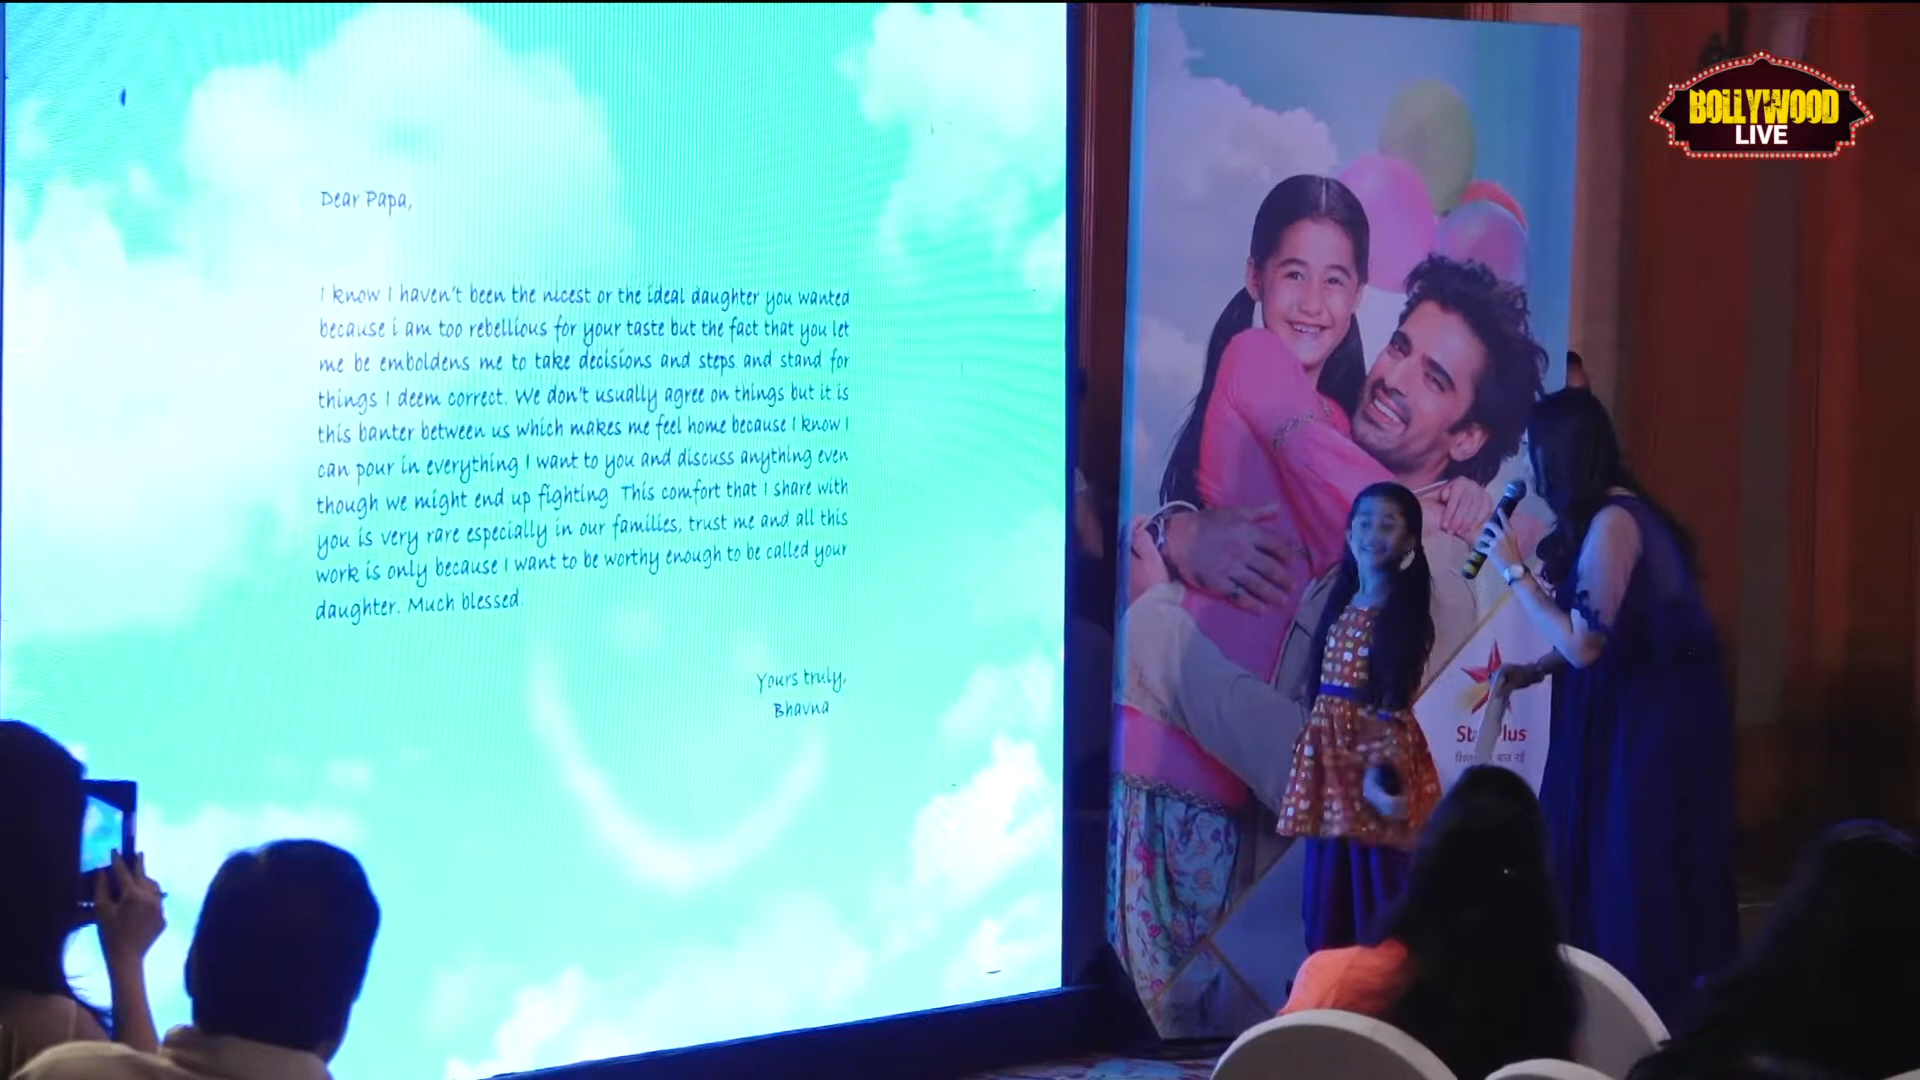 BOLLYWOOD
LIVE
Dear Papa,
I know I haven't been the nicest or the ideal daughter you wanted
because i am too rebellious for your taste but the fact that you let
me be emboldens me to take decisions and steps and stand for
things I deem correct. We don't usually agree on things but it is
this banter between us which makes me feel home because I know I
can pour in everything I want to you and discuss anything even
though we might end up fighting. This comfort that I share with
you is very rare especially in our families, trust me and all this
work is only because I want to be worthy enough to be called your
daughter. Much blessed.
Yours truly,
Bhavna